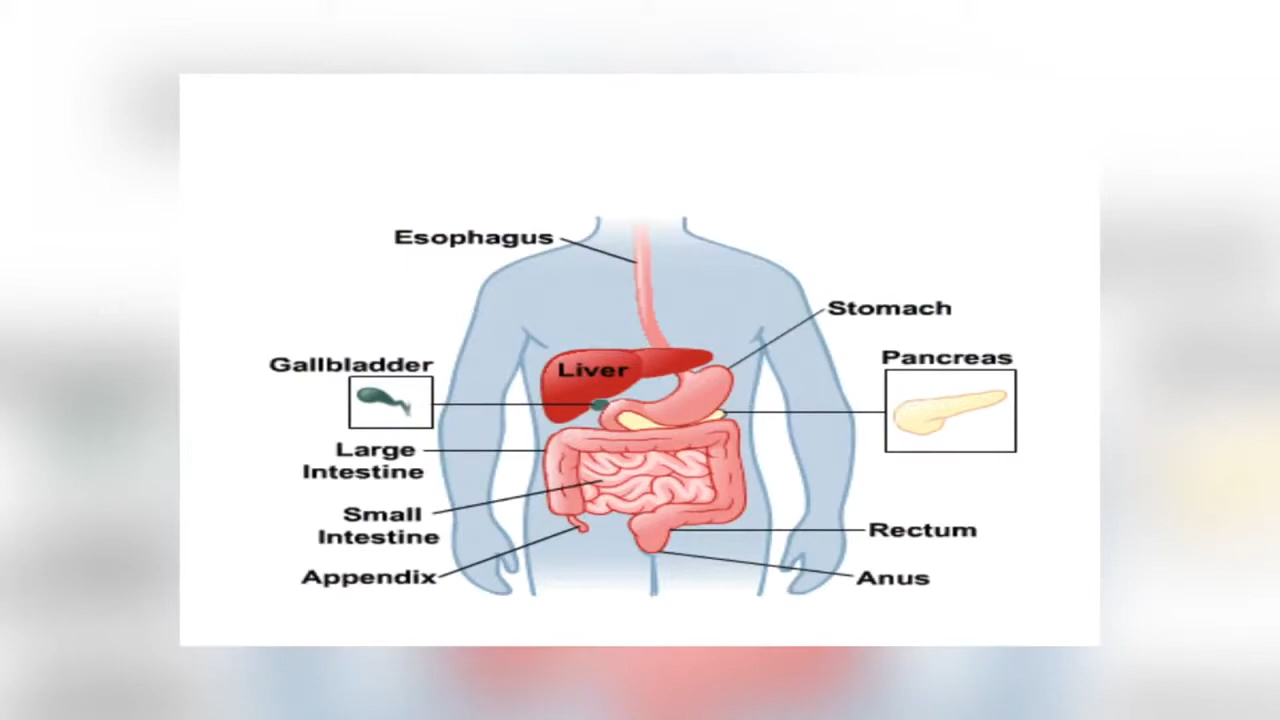 Esophagus
Stomach
Pancreas
Gallbladder
Liver
Large
Intestine
Small
Intestine
Rectum
Appendix
Anus